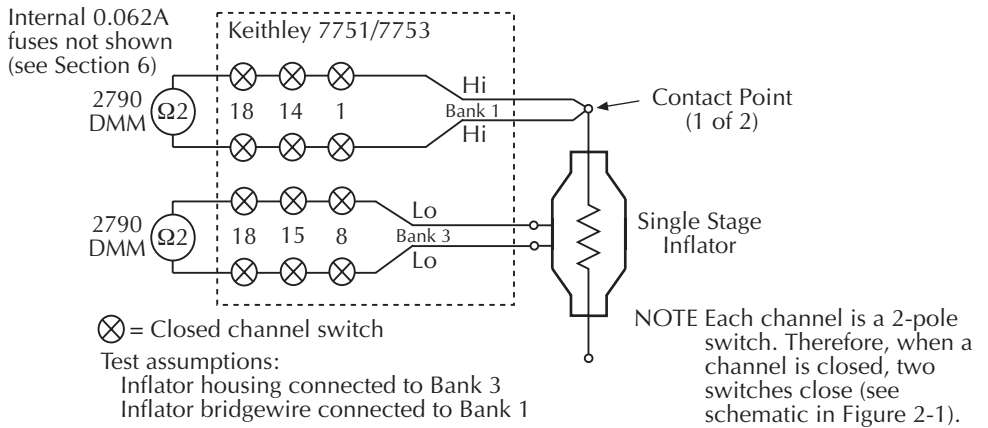 Internal 0.062A
fuses not shown
(see Section 6)
Keithley 7751/7753
2790
DMM
Ω2
18 14 1
Hi
Bank 1
Hi
Contact Point
(1 of 2)
2790
DMM
Ω2
18 15 8
Lo
Bank 3
Lo
Single Stage
Inflator
= Closed channel switch
Test assumptions:
Inflator housing connected to Bank 3
Inflator bridgewire connected to Bank 1
NOTE Each channel is a 2-pole
switch. Therefore, when a
channel is closed, two
switches close (see
schematic in Figure 2-1).